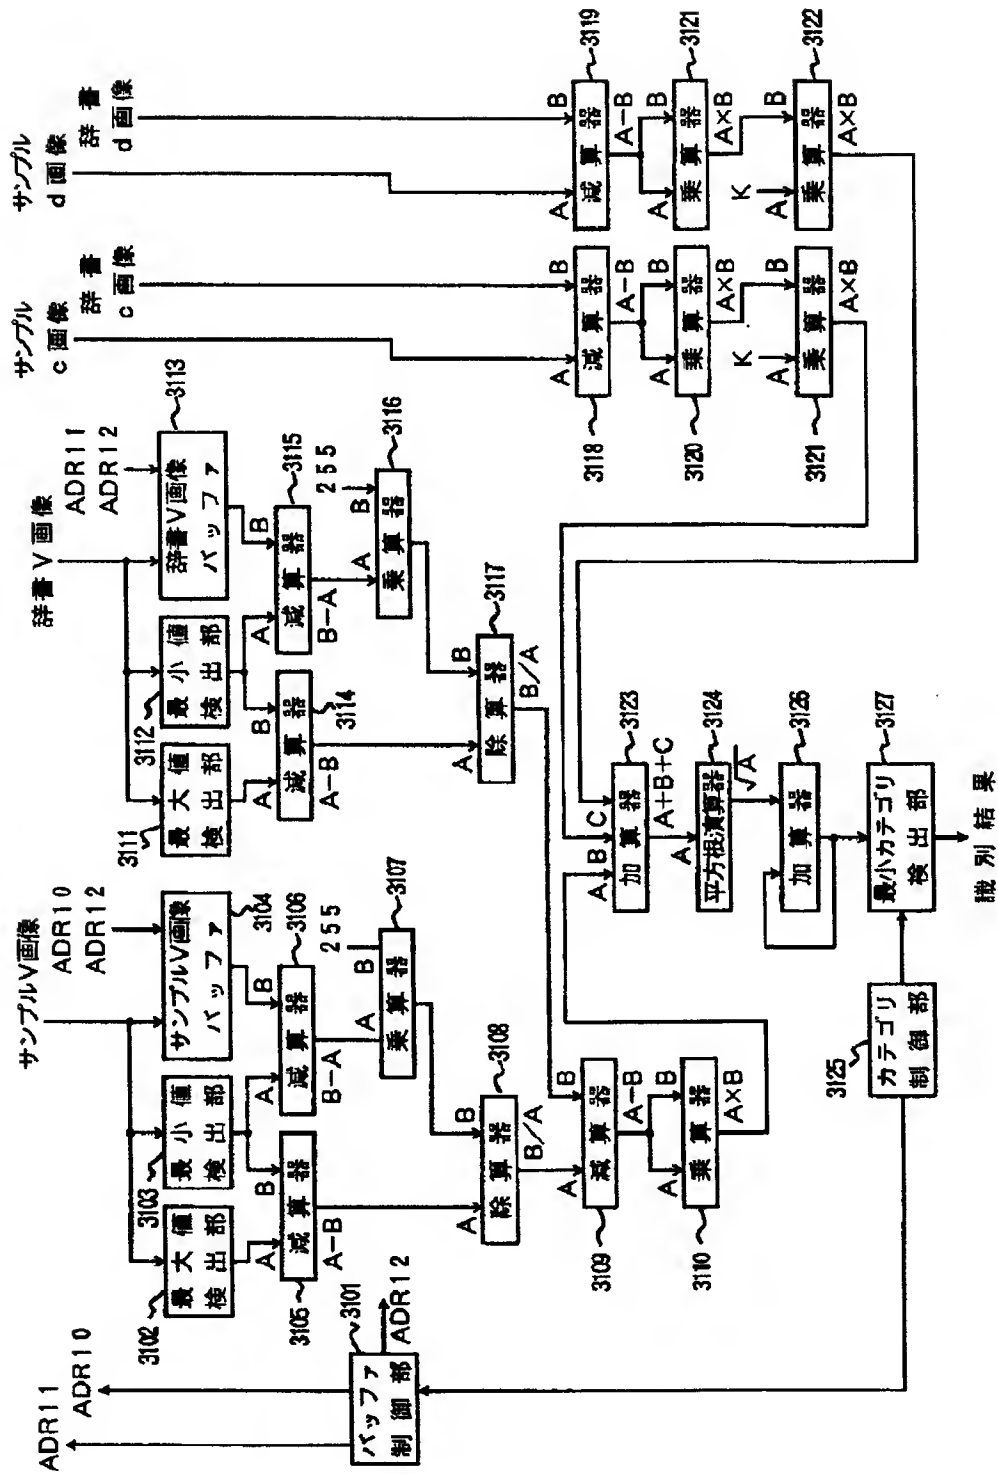 ADR11
ADR10
バッファ
制御部
3101
ADR12
サンプルV画像
ADR10
ADR12
最大値
検出部
3102
最小値
検出部
3103
サンプルV画像
バッファ
3104
A
B
減算器
3105
A−B
A
B
減算器
3106
B−A
255
A
B
乗算器
3107
A
B
除算器
3108
B/A
辞書V画像
ADR11
ADR12
最大値
検出部
3111
最小値
検出部
3112
辞書V画像
バッファ
3113
A
B
減算器
3114
A−B
A
B
減算器
3115
B−A
255
A
B
乗算器
3116
A
B
除算器
3117
B/A
A
B
減算器
3109
A−B
A
B
乗算器
3110
A×B
サンプル
c画像
辞書
c画像
A
B
減算器
3118
A−B
A
B
乗算器
3120
A×B
K
A
B
乗算器
3121
A×B
サンプル
d画像
辞書
d画像
A
B
減算器
3119
A−B
A
B
乗算器
3121
A×B
K
A
B
乗算器
3122
A×B
A
B
C
加算器
3123
A+B+C
A
平方根演算器
3124
√A
加算器
3126
カテゴリ
制御部
3125
最小カテゴリ
検出部
3127
識別結果